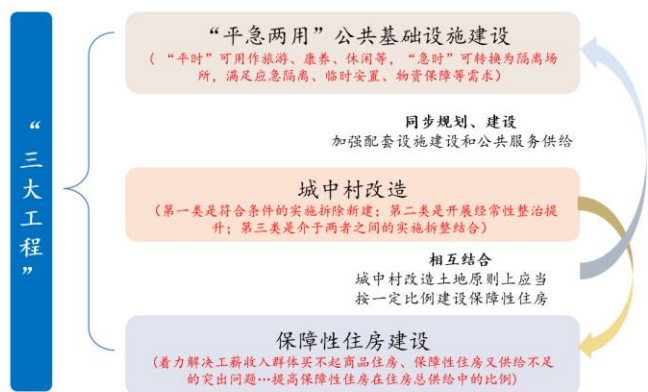 “三大工程”
“平急两用”公共基础设施建设
(“平时”可用作旅游、康养、休闲等，“急时”可转换为隔离场
所，满足应急隔离、临时安置、物资保障等需求)
同步规划、建设
加强配套设施建设和公共服务供给
城中村改造
(第一类是符合条件的实施拆除新建；第二类是开展经常性整治提
升；第三类是介于两者之间的实施拆整结合)
相互结合
城中村改造土地原则上应当
按一定比例建设保障性住房
保障性住房建设
(着力解决工薪收入群体买不起商品住房、保障性住房又供给不足
的突出问题…提高保障性住房在住房总供给中的比例)